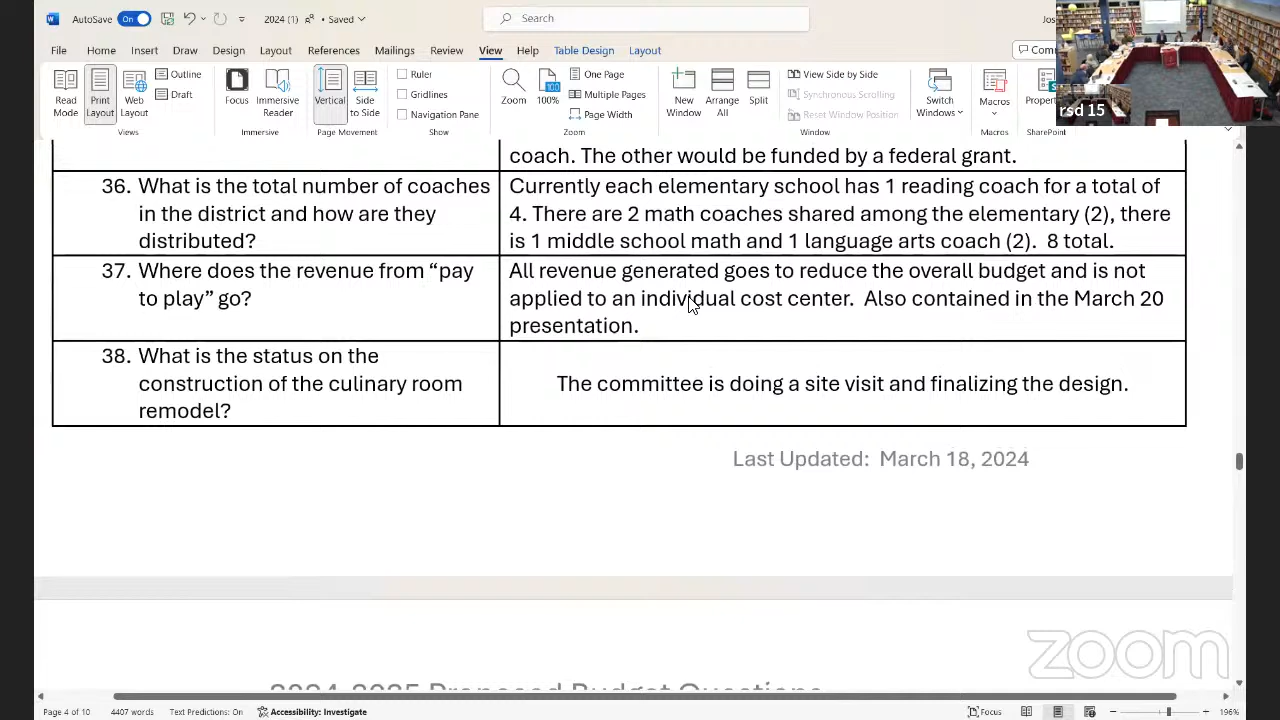 AutoSave On 2024 (1) • Saved Search Jos
File Home Insert Draw Design Layout References Mailings Review View Help Table Design Layout
Read Mode Print Layout Web Layout Outline Draft Focus Immersive Reader Vertical Side to Side Ruler Gridlines Navigation Pane Zoom 100% One Page Multiple Pages Page Width New Window Arrange All Split View Side by Side Synchronous Scrolling Reset Window Position Switch Windows Macros
Views Immersive Page Movement Show Zoom Window Macros SharePoint
rsd 15
coach. The other would be funded by a federal grant.
36. What is the total number of coaches
in the district and how are they
distributed?
Currently each elementary school has 1 reading coach for a total of
4. There are 2 math coaches shared among the elementary (2), there
is 1 middle school math and 1 language arts coach (2). 8 total.
37. Where does the revenue from “pay
to play” go?
All revenue generated goes to reduce the overall budget and is not
applied to an individual cost center. Also contained in the March 20
presentation.
38. What is the status on the
construction of the culinary room
remodel?
The committee is doing a site visit and finalizing the design.
Last Updated: March 18, 2024
zoom
2024-2025 Proposed Budget Questions
Page 4 of 10 4407 words Text Predictions: On Accessibility: Investigate Focus 196%